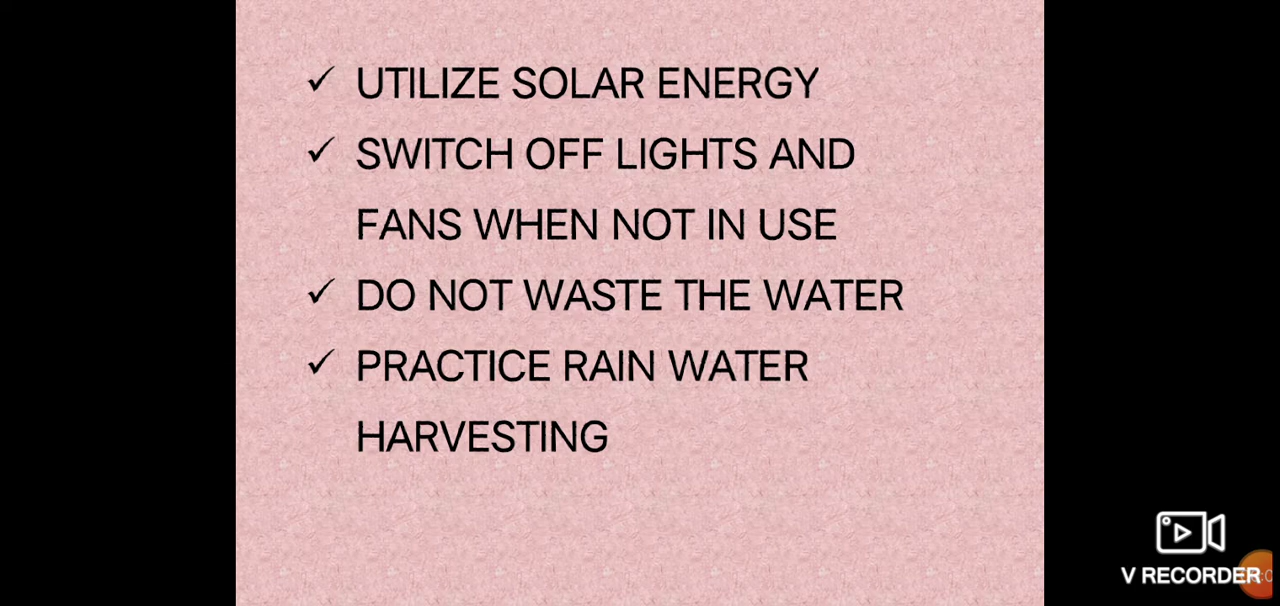 ✓ UTILIZE SOLAR ENERGY
✓ SWITCH OFF LIGHTS AND
FANS WHEN NOT IN USE
✓ DO NOT WASTE THE WATER
✓ PRACTICE RAIN WATER
HARVESTING
V RECORDER